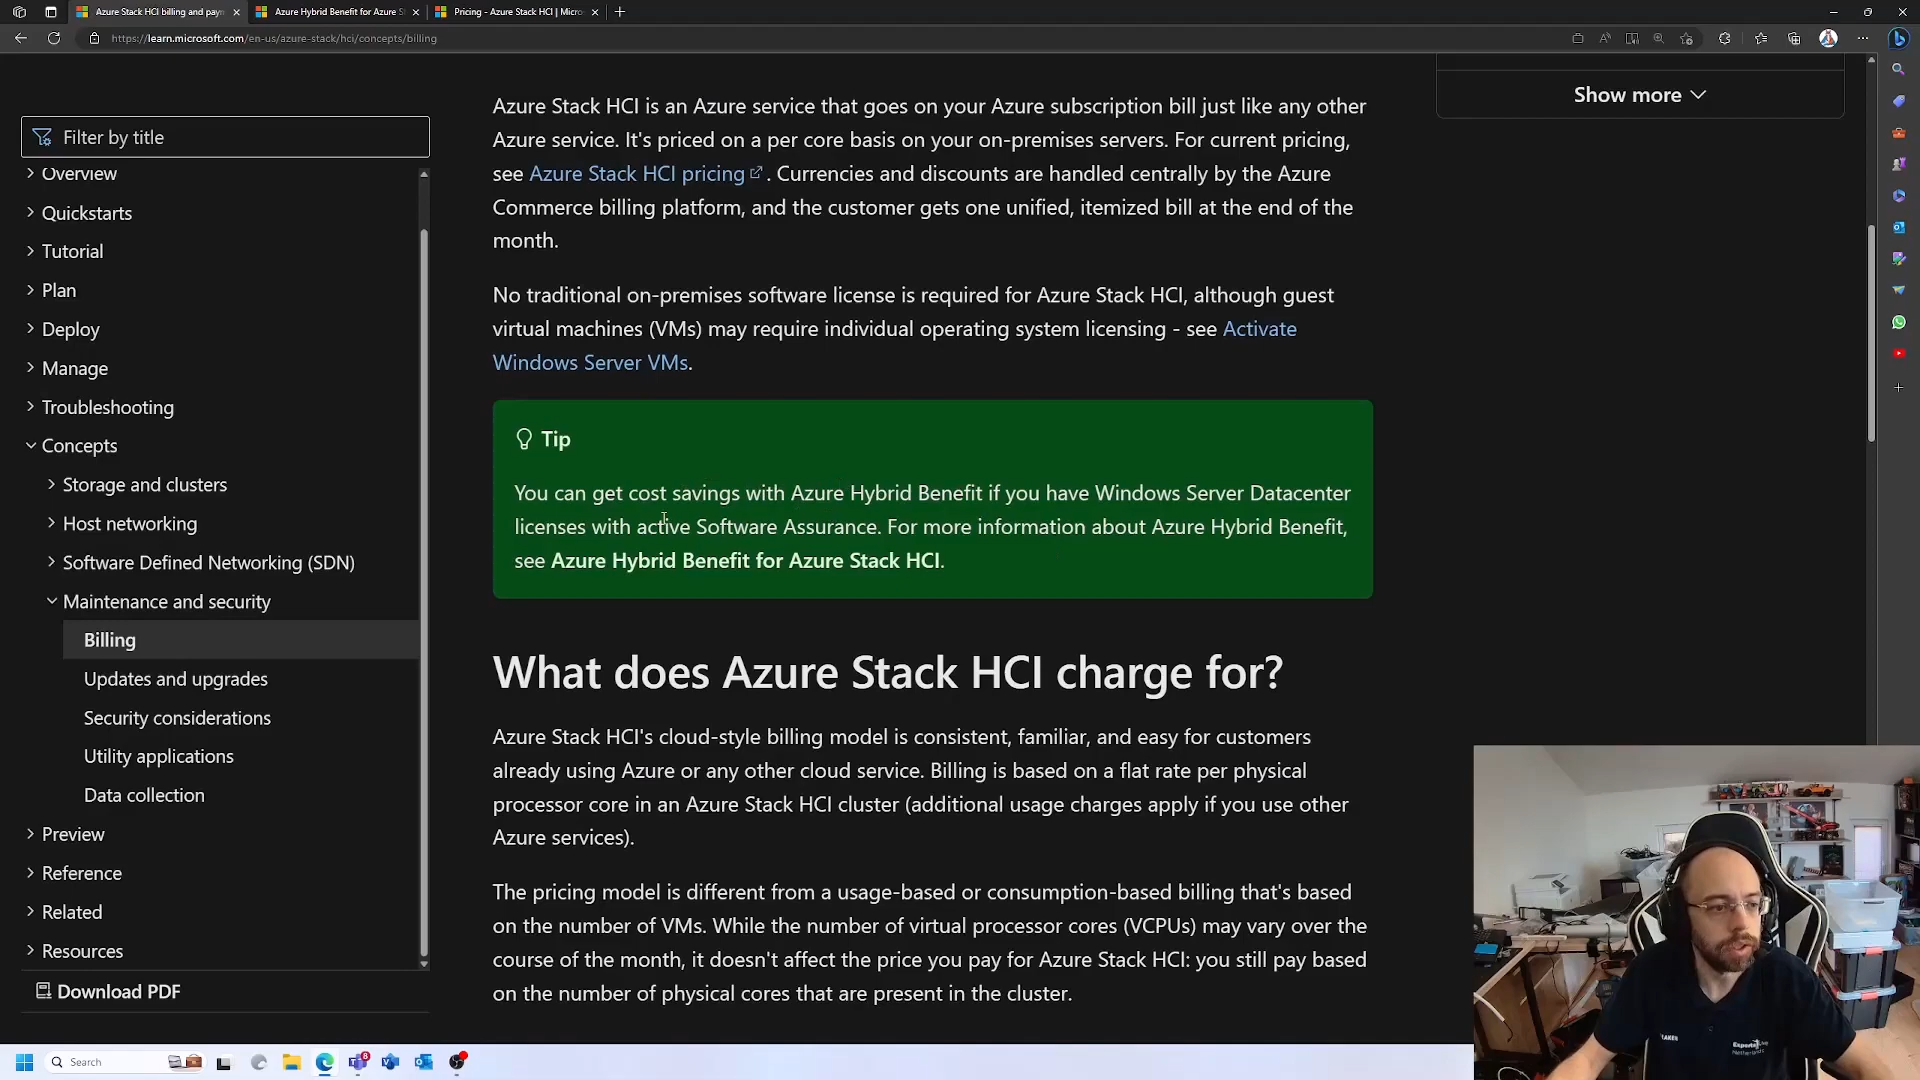 Azure Stack HCI billing and payn
Azure Hybrid Benefit for Azure S
Pricing - Azure Stack HCI | Micro
https://learn.microsoft.com/en-us/azure-stack/hci/concepts/billing
Filter by title
Overview
Quickstarts
Tutorial
Plan
Deploy
Manage
Troubleshooting
Concepts
Storage and clusters
Host networking
Software Defined Networking (SDN)
Maintenance and security
Billing
Updates and upgrades
Security considerations
Utility applications
Data collection
Preview
Reference
Related
Resources
Download PDF
Azure Stack HCI is an Azure service that goes on your Azure subscription bill just like any other
Azure service. It's priced on a per core basis on your on-premises servers. For current pricing,
see Azure Stack HCI pricing. Currencies and discounts are handled centrally by the Azure
Commerce billing platform, and the customer gets one unified, itemized bill at the end of the
month.
No traditional on-premises software license is required for Azure Stack HCI, although guest
virtual machines (VMs) may require individual operating system licensing - see Activate
Windows Server VMs.
Tip
You can get cost savings with Azure Hybrid Benefit if you have Windows Server Datacenter
licenses with active Software Assurance. For more information about Azure Hybrid Benefit,
see Azure Hybrid Benefit for Azure Stack HCI.
What does Azure Stack HCI charge for?
Azure Stack HCI's cloud-style billing model is consistent, familiar, and easy for customers
already using Azure or any other cloud service. Billing is based on a flat rate per physical
processor core in an Azure Stack HCI cluster (additional usage charges apply if you use other
Azure services).
The pricing model is different from a usage-based or consumption-based billing that's based
on the number of VMs. While the number of virtual processor cores (VCPUs) may vary over the
course of the month, it doesn't affect the price you pay for Azure Stack HCI: you still pay based
on the number of physical cores that are present in the cluster.
Show more
Search
8